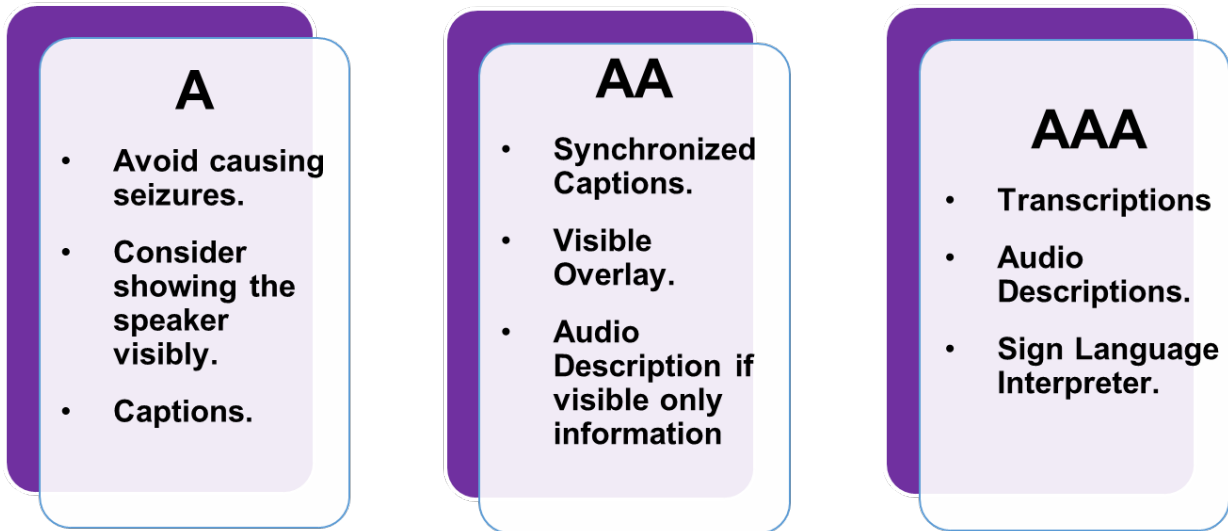 A
• Avoid causing
seizures.
• Consider
showing the
speaker
visibly.
• Captions.
AA
• Synchronized
Captions.
• Visible
Overlay.
• Audio
Description if
visible only
information
AAA
• Transcriptions
• Audio
Descriptions.
• Sign Language
Interpreter.